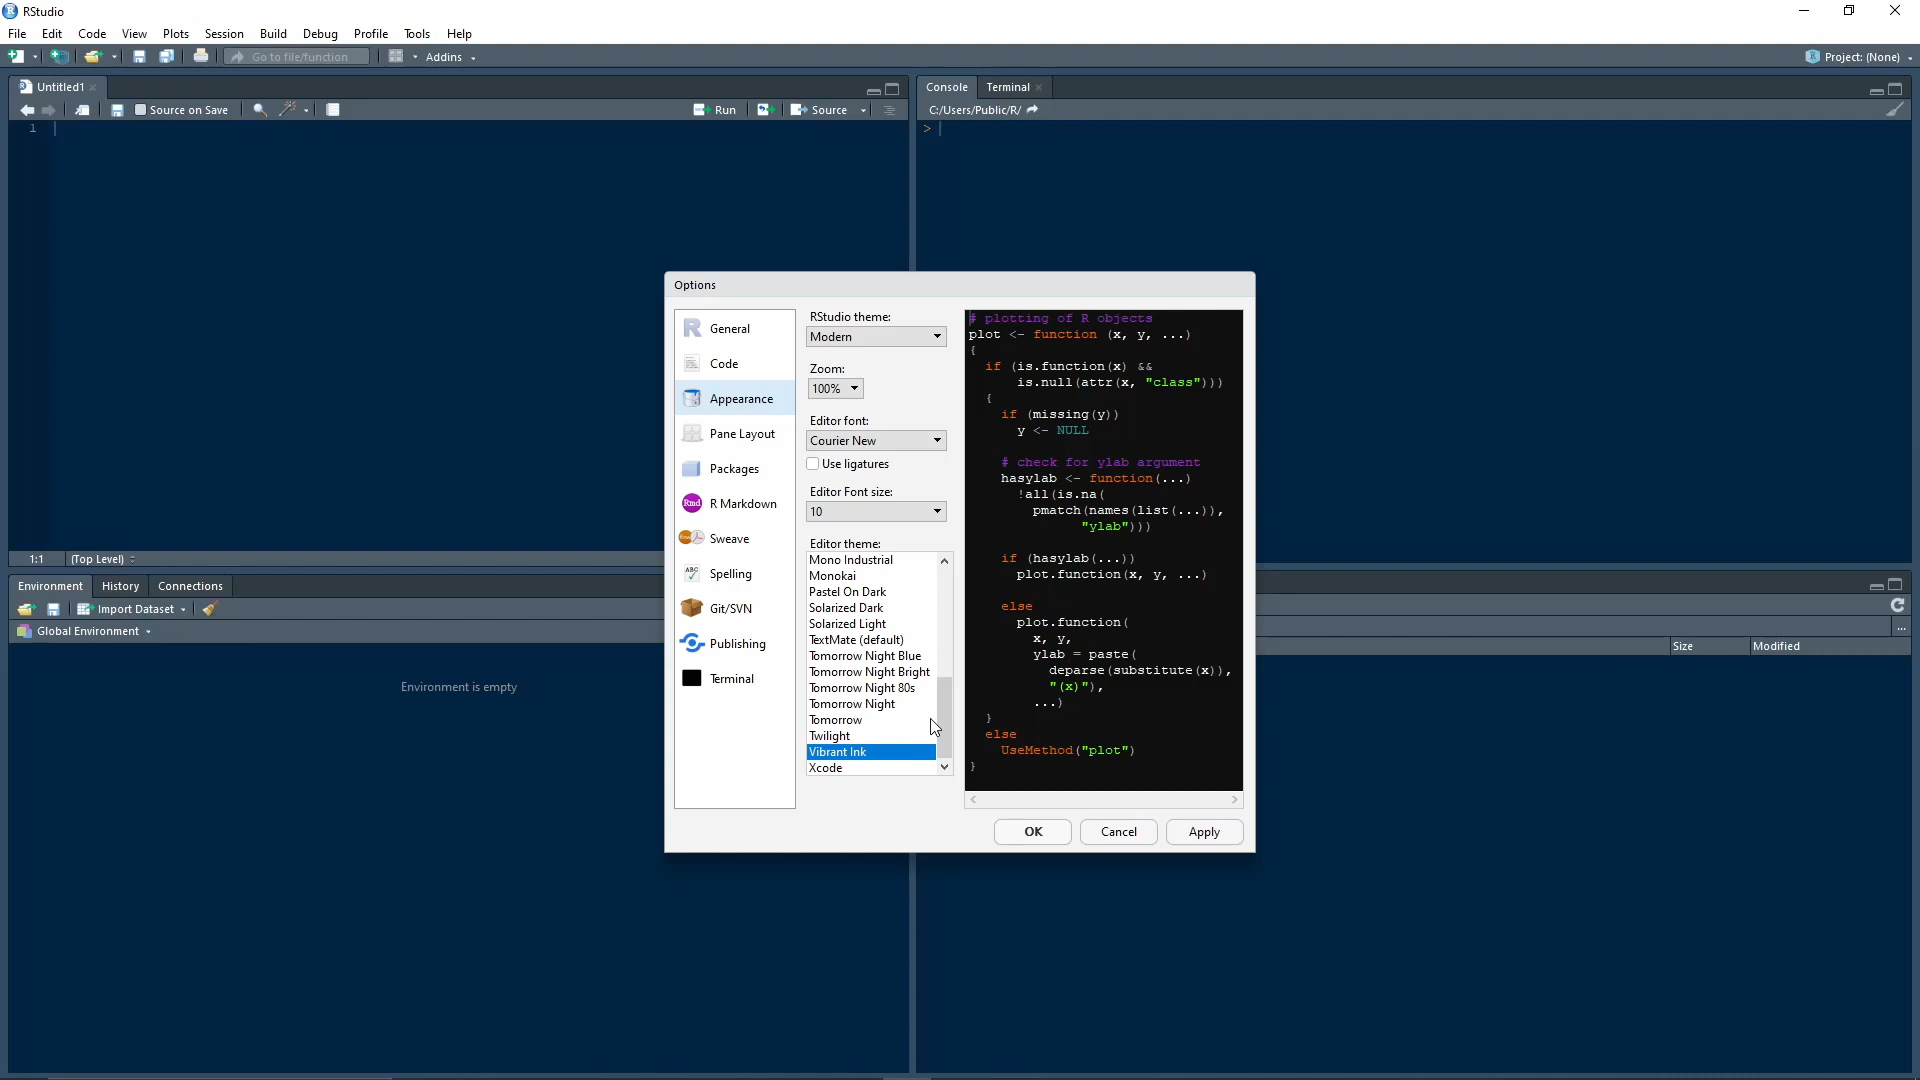 RStudio
File Edit Code View Plots Session Build Debug Profile Tools Help
Go to file/function Addins Project: (None)
Untitled1
Source on Save Run Source
1
1:1 (Top Level)
Console Terminal
C:/Users/Public/R/
>
Environment History Connections
Import Dataset
Global Environment
Environment is empty
Size Modified
...
Options
General
Code
Appearance
Pane Layout
Packages
Rmd R Markdown
Sweave
ABC Spelling
Git/SVN
Publishing
Terminal
RStudio theme:
Modern
Zoom:
100%
Editor font:
Courier New
Use ligatures
Editor Font size:
10
Editor theme:
Mono Industrial
Monokai
Pastel On Dark
Solarized Dark
Solarized Light
TextMate (default)
Tomorrow Night Blue
Tomorrow Night Bright
Tomorrow Night 80s
Tomorrow Night
Tomorrow
Twilight
Vibrant Ink
Xcode
# plotting of R objects
plot <- function (x, y, ...)
{
if (is.function(x) &&
is.null(attr(x, "class")))
{
if (missing(y))
y <- NULL
# check for ylab argument
hasylab <- function(...)
!all(is.na(
pmatch(names(list(...)),
"ylab")))
if (hasylab(...))
plot.function(x, y, ...)
else
plot.function(
x, y,
ylab = paste(
deparse(substitute(x)),
"(x)"),
...)
}
else
UseMethod("plot")
}
OK Cancel Apply